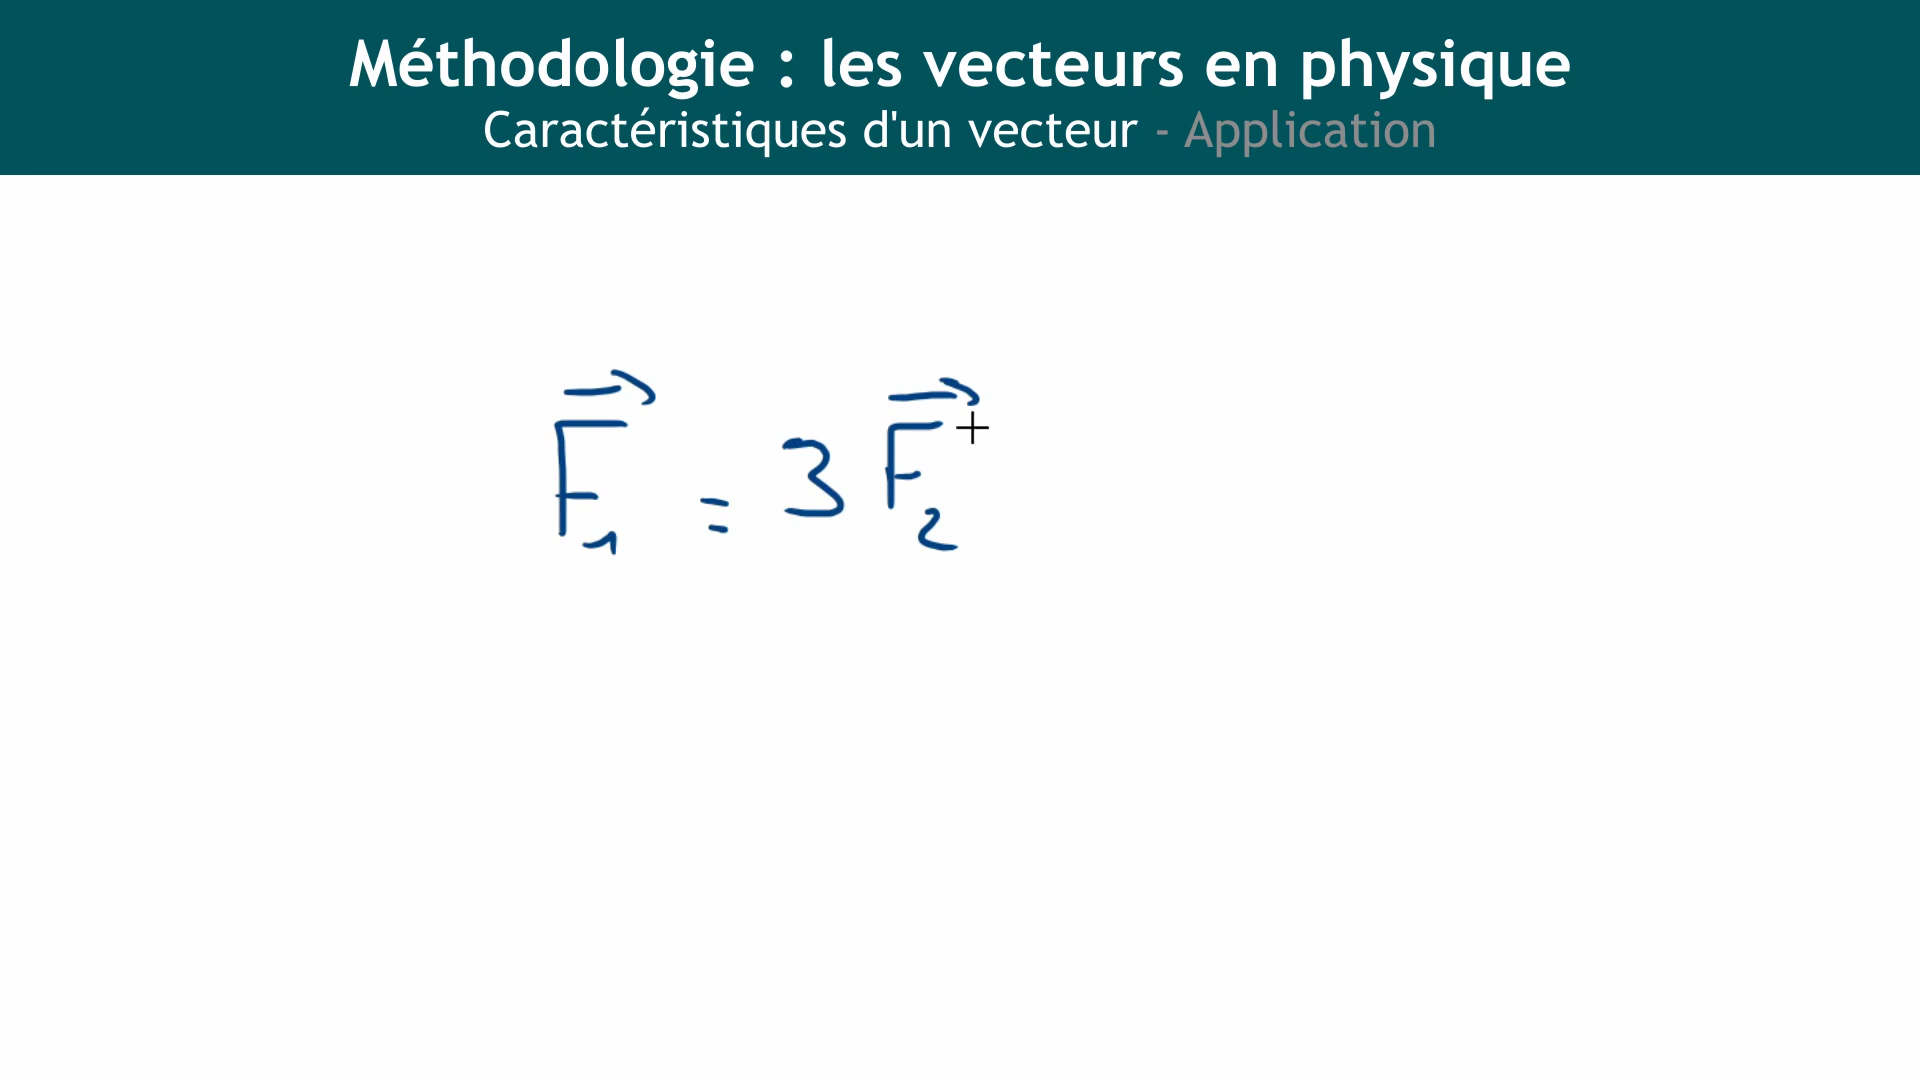 Méthodologie : les vecteurs en physique
Caractéristiques d'un vecteur - Application
F⃗₁ = 3 F⃗₂